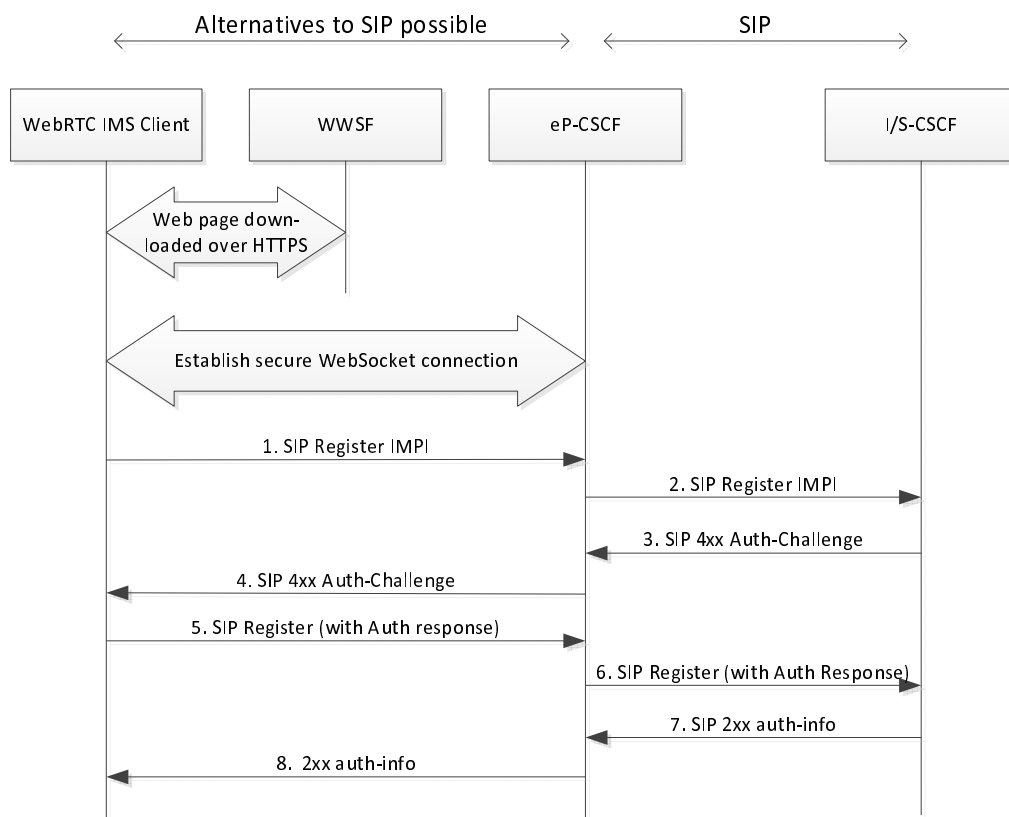 Alternatives to SIP possible
SIP
WebRTC IMS Client
WWSF
eP-CSCF
I/S-CSCF
Web page down-
loaded over HTTPS
Establish secure WebSocket connection
1. SIP Register IMPI
2. SIP Register IMPI
3. SIP 4xx Auth-Challenge
4. SIP 4xx Auth-Challenge
5. SIP Register (with Auth response)
6. SIP Register (with Auth Response)
7. SIP 2xx auth-info
8. 2xx auth-info